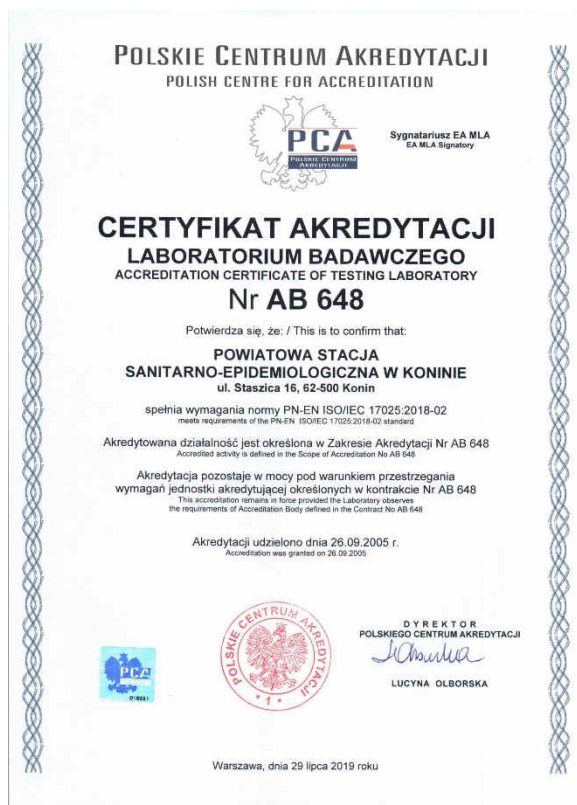 POLSKIE CENTRUM AKREDYTACJI
POLISH CENTRE FOR ACCREDITATION
PCA
POLSKIE CENTRUM
AKREDYTACJI
Sygnatariusz EA MLA
EA MLA Signatory
CERTYFIKAT AKREDYTACJI
LABORATORIUM BADAWCZEGO
ACCREDITATION CERTIFICATE OF TESTING LABORATORY
Nr AB 648
Potwierdza się, że: / This is to confirm that:
POWIATOWA STACJA
SANITARNO-EPIDEMIOLOGICZNA W KONINIE
ul. Staszica 16, 62-500 Konin
spełnia wymagania normy PN-EN ISO/IEC 17025:2018-02
meets requirements of the PN-EN ISO/IEC 17025:2018-02 standard
Akredytowana działalność jest określona w Zakresie Akredytacji Nr AB 648
Accredited activity is defined in the Scope of Accreditation No AB 648
Akredytacja pozostaje w mocy pod warunkiem przestrzegania
wymagań jednostki akredytującej określonych w kontrakcie Nr AB 648
This accreditation remains in force provided the Laboratory observes
the requirements of Accreditation Body defined in the Contract No AB 648
Akredytacji udzielono dnia 26.09.2005 r.
Accreditation was granted on 26.09.2005
POLSKIE CENTRUM AKREDYTACJI
1
DYREKTOR
POLSKIEGO CENTRUM AKREDYTACJI
LUCYNA OLBORSKA
PCA
Warszawa, dnia 29 lipca 2019 roku